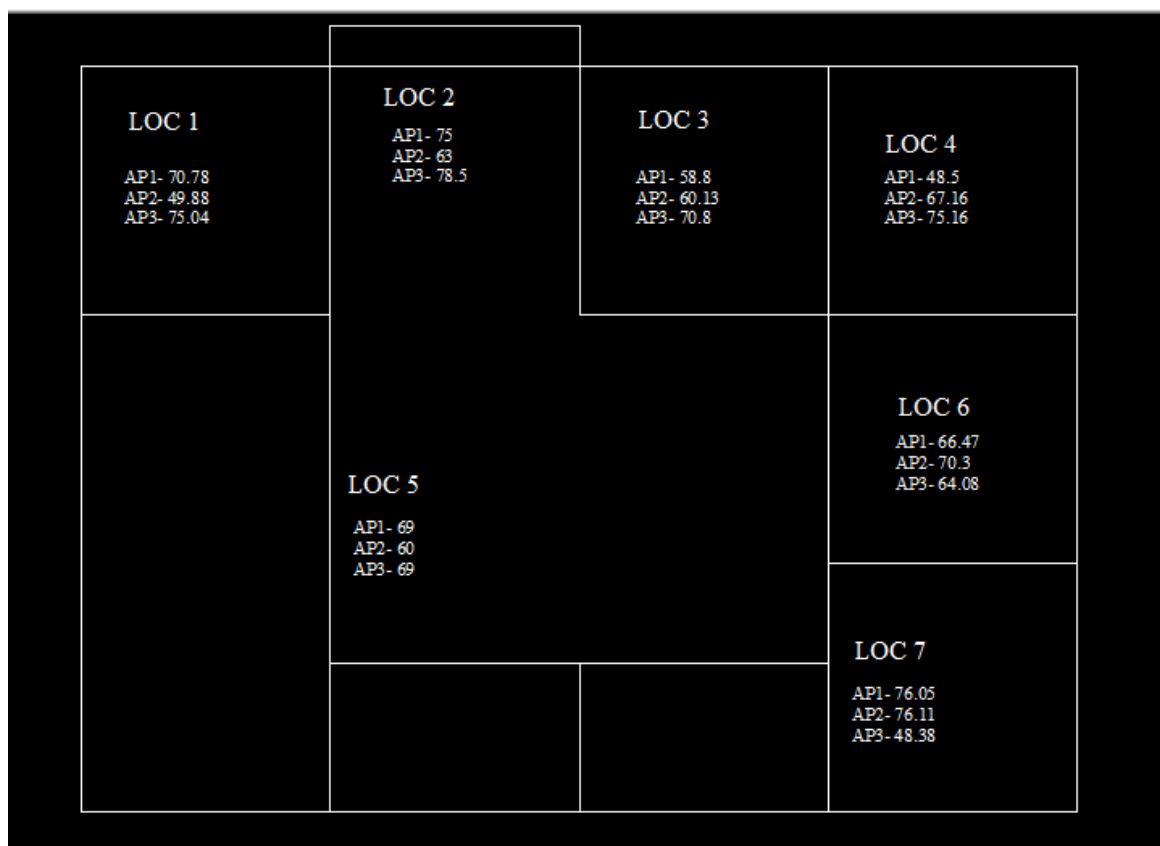 LOC 1
AP1- 70.78
AP2- 49.88
AP3- 75.04
LOC 2
AP1- 75
AP2- 63
AP3- 78.5
LOC 3
AP1- 58.8
AP2- 60.13
AP3- 70.8
LOC 4
AP1- 48.5
AP2- 67.16
AP3- 75.16
LOC 5
AP1- 69
AP2- 60
AP3- 69
LOC 6
AP1- 66.47
AP2- 70.3
AP3- 64.08
LOC 7
AP1- 76.05
AP2- 76.11
AP3- 48.38